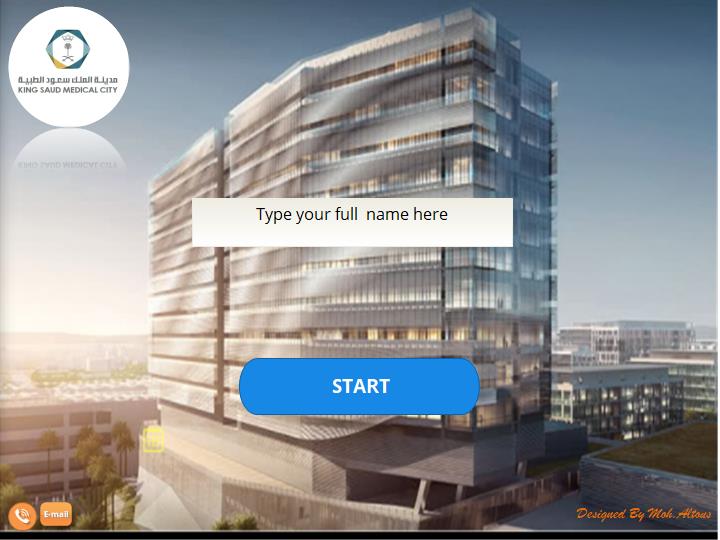 مدينة الملك سعود الطبية
KING SAUD MEDICAL CITY
Type your full  name here
START
E-mail
Designed By Moh.Altous